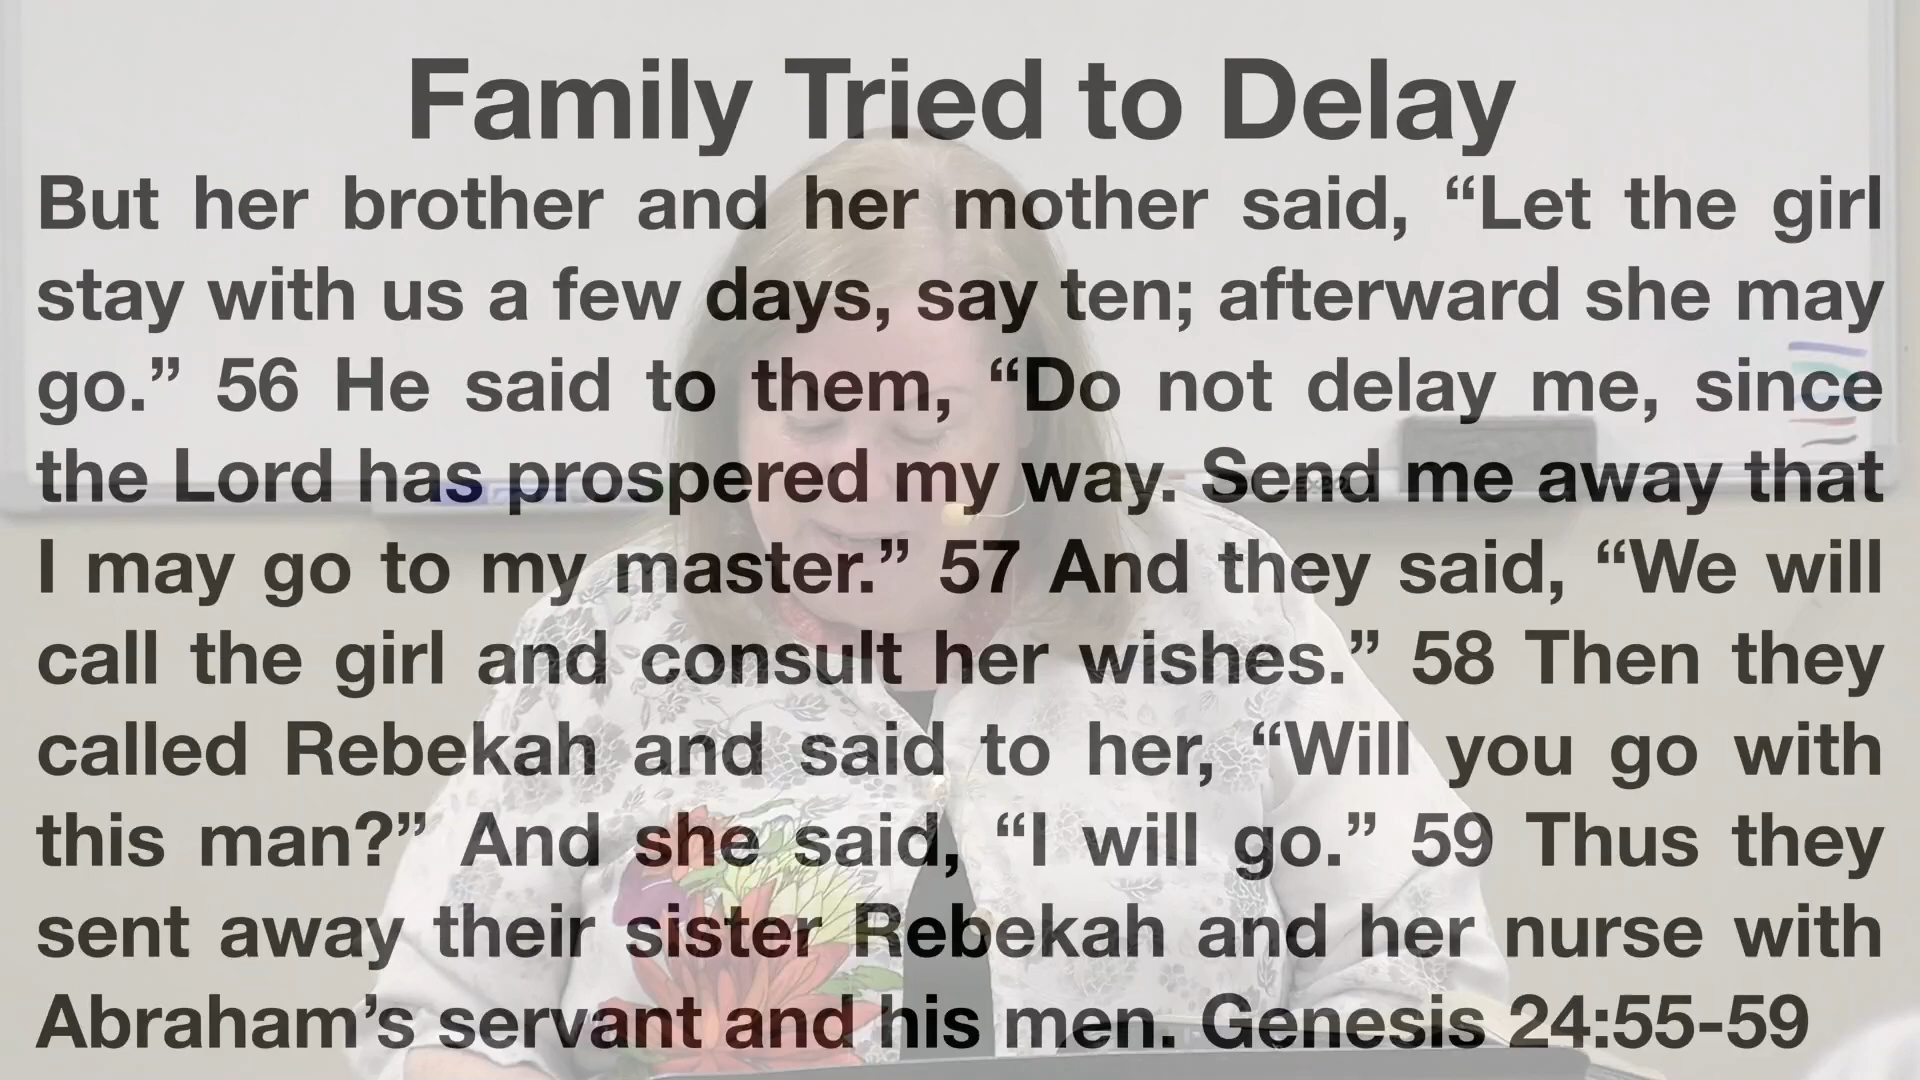 Family Tried to Delay
But her brother and her mother said, “Let the girl
stay with us a few days, say ten; afterward she may
go.” 56 He said to them, “Do not delay me, since
the Lord has prospered my way. Send me away that
I may go to my master.” 57 And they said, “We will
call the girl and consult her wishes.” 58 Then they
called Rebekah and said to her, “Will you go with
this man?” And she said, “I will go.” 59 Thus they
sent away their sister Rebekah and her nurse with
Abraham’s servant and his men. Genesis 24:55-59